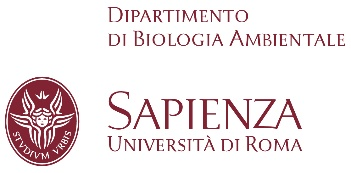 Dipartimento
di Biologia Ambientale
Sapienza
Università di Roma
STVDIVM VRBIS